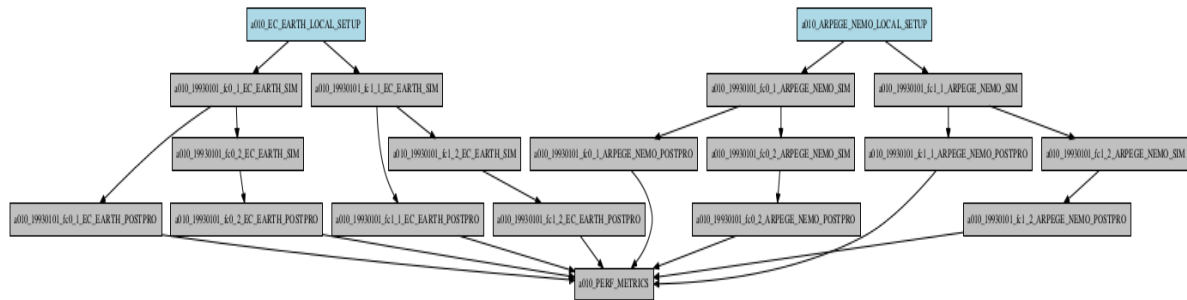 a010_EC_EARTH_LOCAL_SETUP
a010_ARPEGE_NEMO_LOCAL_SETUP
a010_19930101_fc0_1_EC_EARTH_SIM
a010_19930101_fc1_1_EC_EARTH_SIM
a010_19930101_fc0_1_ARPEGE_NEMO_SIM
a010_19930101_fc1_1_ARPEGE_NEMO_SIM
a010_19930101_fc0_2_EC_EARTH_SIM
a010_19930101_fc1_2_EC_EARTH_SIM
a010_19930101_fc0_1_ARPEGE_NEMO_POSTPRO
a010_19930101_fc0_2_ARPEGE_NEMO_SIM
a010_19930101_fc1_1_ARPEGE_NEMO_POSTPRO
a010_19930101_fc1_2_ARPEGE_NEMO_SIM
a010_19930101_fc0_1_EC_EARTH_POSTPRO
a010_19930101_fc0_2_EC_EARTH_POSTPRO
a010_19930101_fc1_1_EC_EARTH_POSTPRO
a010_19930101_fc1_2_EC_EARTH_POSTPRO
a010_19930101_fc0_2_ARPEGE_NEMO_POSTPRO
a010_19930101_fc1_2_ARPEGE_NEMO_POSTPRO
a010_PERF_METRICS